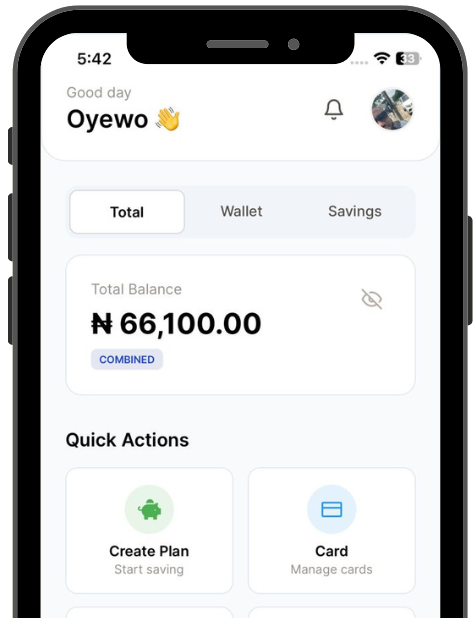 5:42
33
Good day
Oyewo 👋
Total Wallet Savings
Total Balance
₦ 66,100.00
COMBINED
Quick Actions
Create Plan Card
Start saving Manage cards